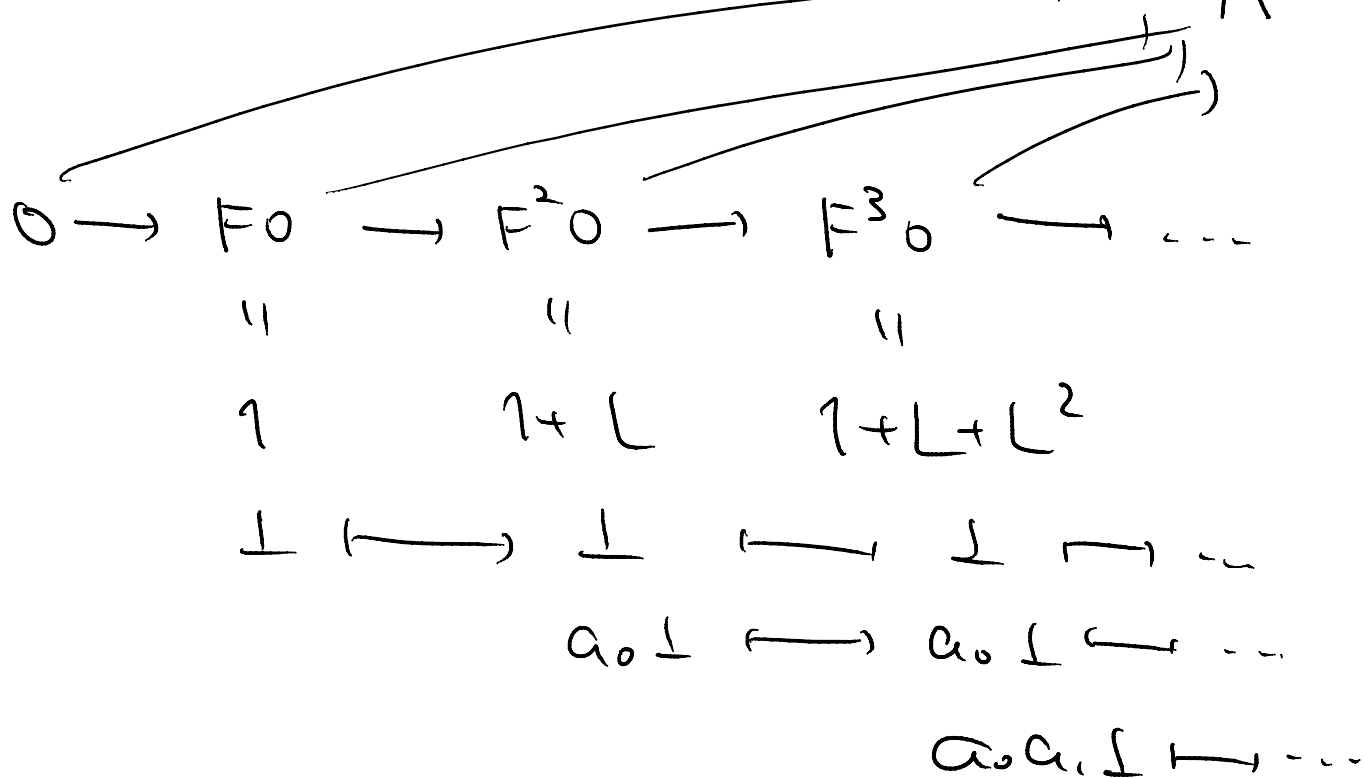 0 → F0 → F²0 → F³0 → ...
= = =
1 1+L 1+L+L²
⊥ ↦ ⊥ ↦ ⊥ ↦ ...
a₀⊥ ↦ a₀⊥ ↦ ...
a₀a₁⊥ ↦ ...